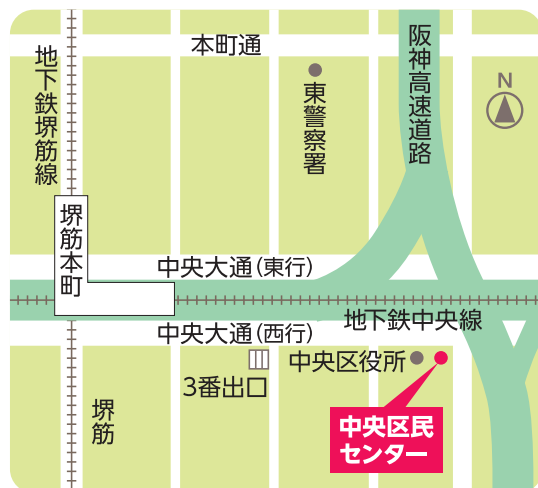 本町通
阪神高速道路
地下鉄堺筋線
東警察署
N
堺筋本町
中央大通(東行)
地下鉄中央線
中央大通(西行)
3番出口
中央区役所
中央区民
センター
堺筋